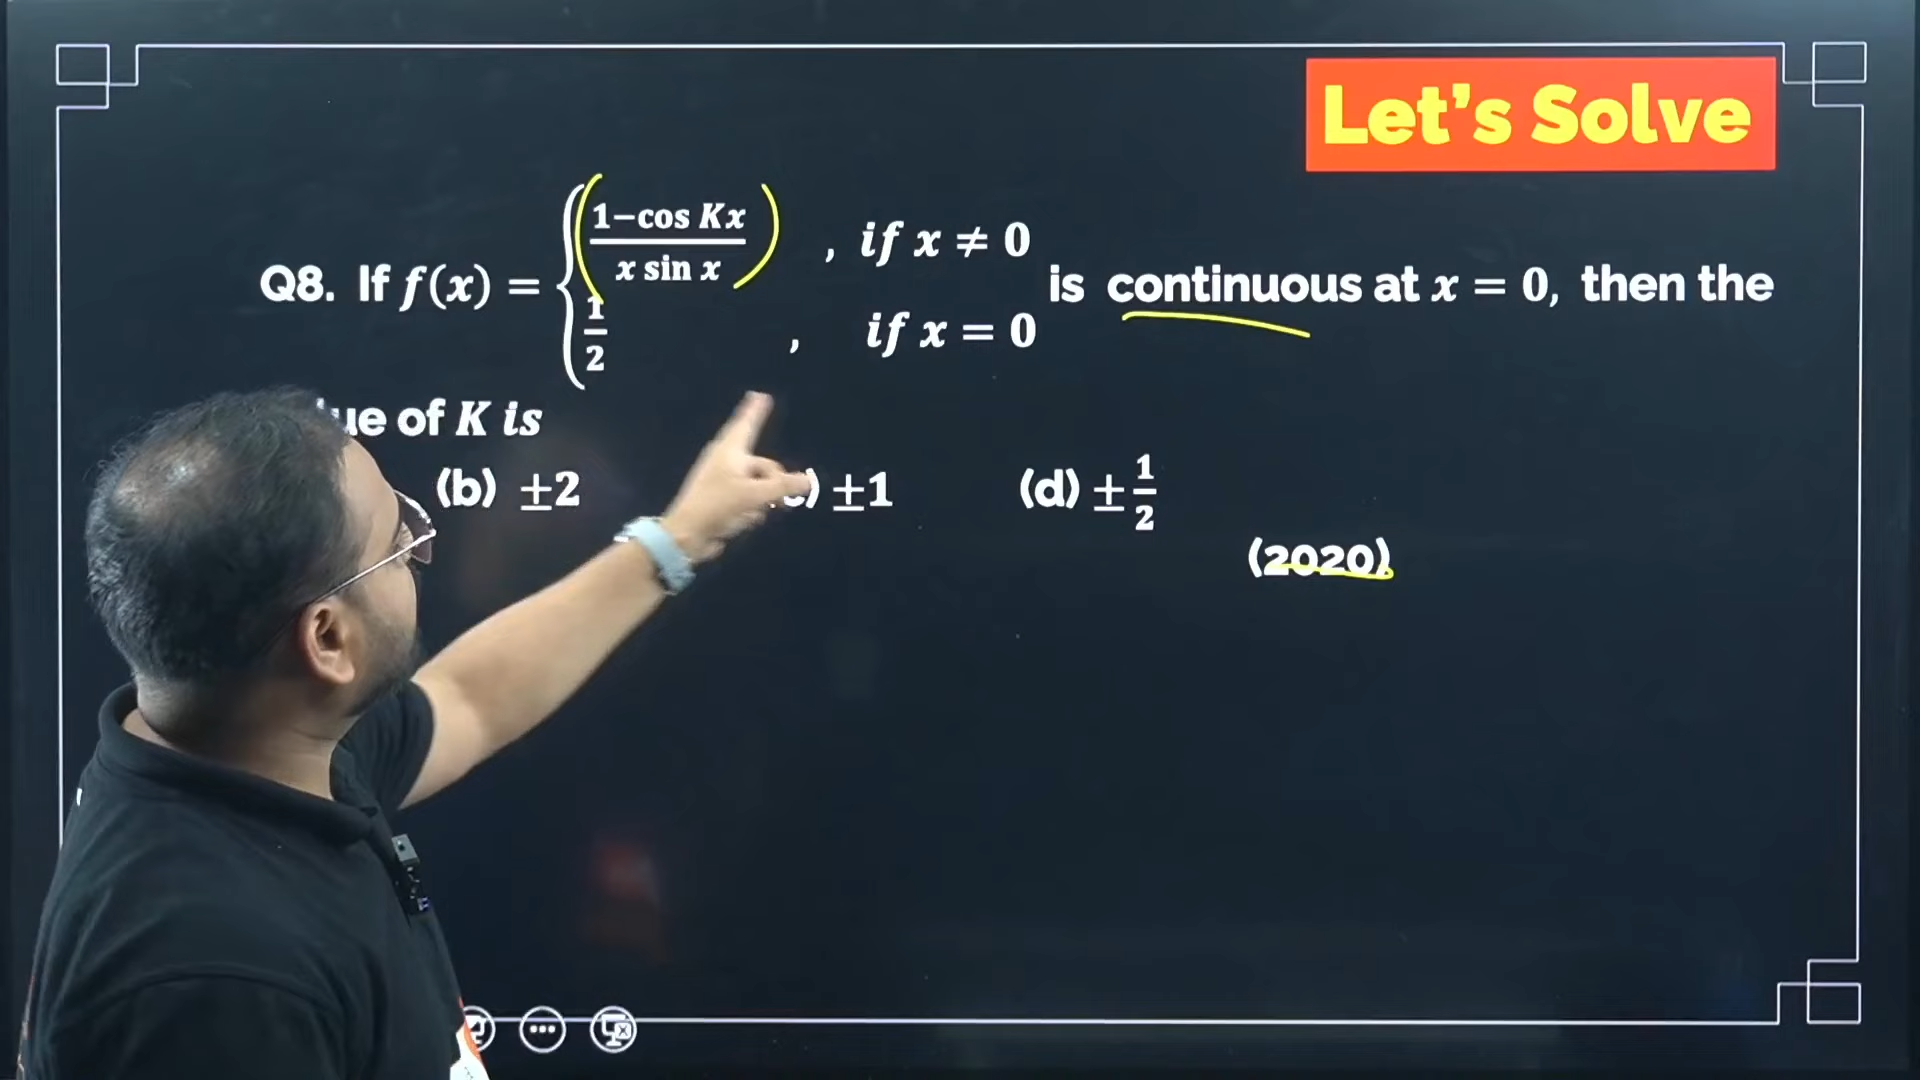 Let's Solve
Q8. If f(x) = { (1−cos Kx)/(x sin x) , if x ≠ 0
1/2 , if x = 0
is continuous at x = 0, then the
of K is
(b) ±2 ±1 (d) ±1/2
(2020)